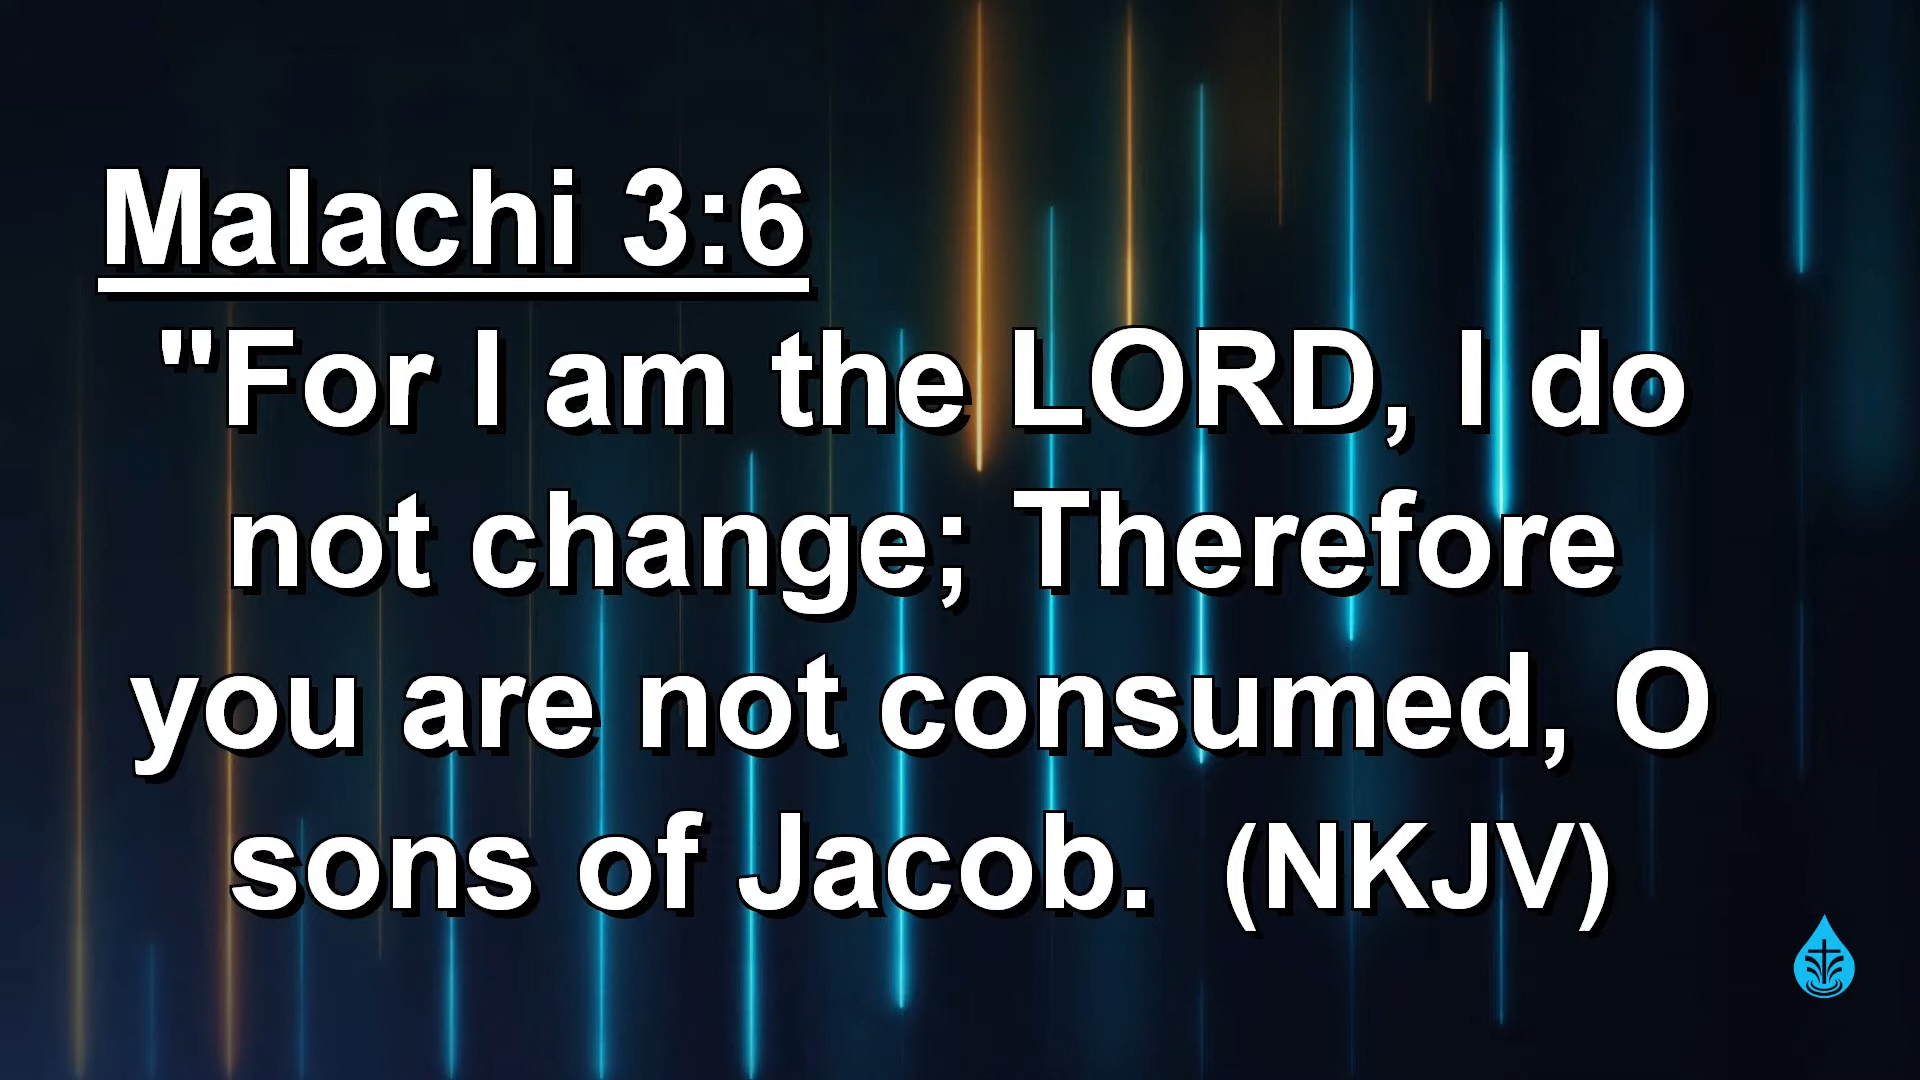 Malachi 3:6
"For I am the LORD, I do
not change; Therefore
you are not consumed, O
sons of Jacob.  (NKJV)